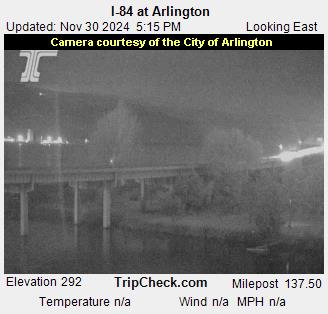 I-84 at Arlington
Updated: Nov 30 2024 5:15 PM Looking East
Camera courtesy of the City of Arlington
Elevation 292 TripCheck.com Milepost 137.50
Temperature n/a Wind n/a MPH n/a